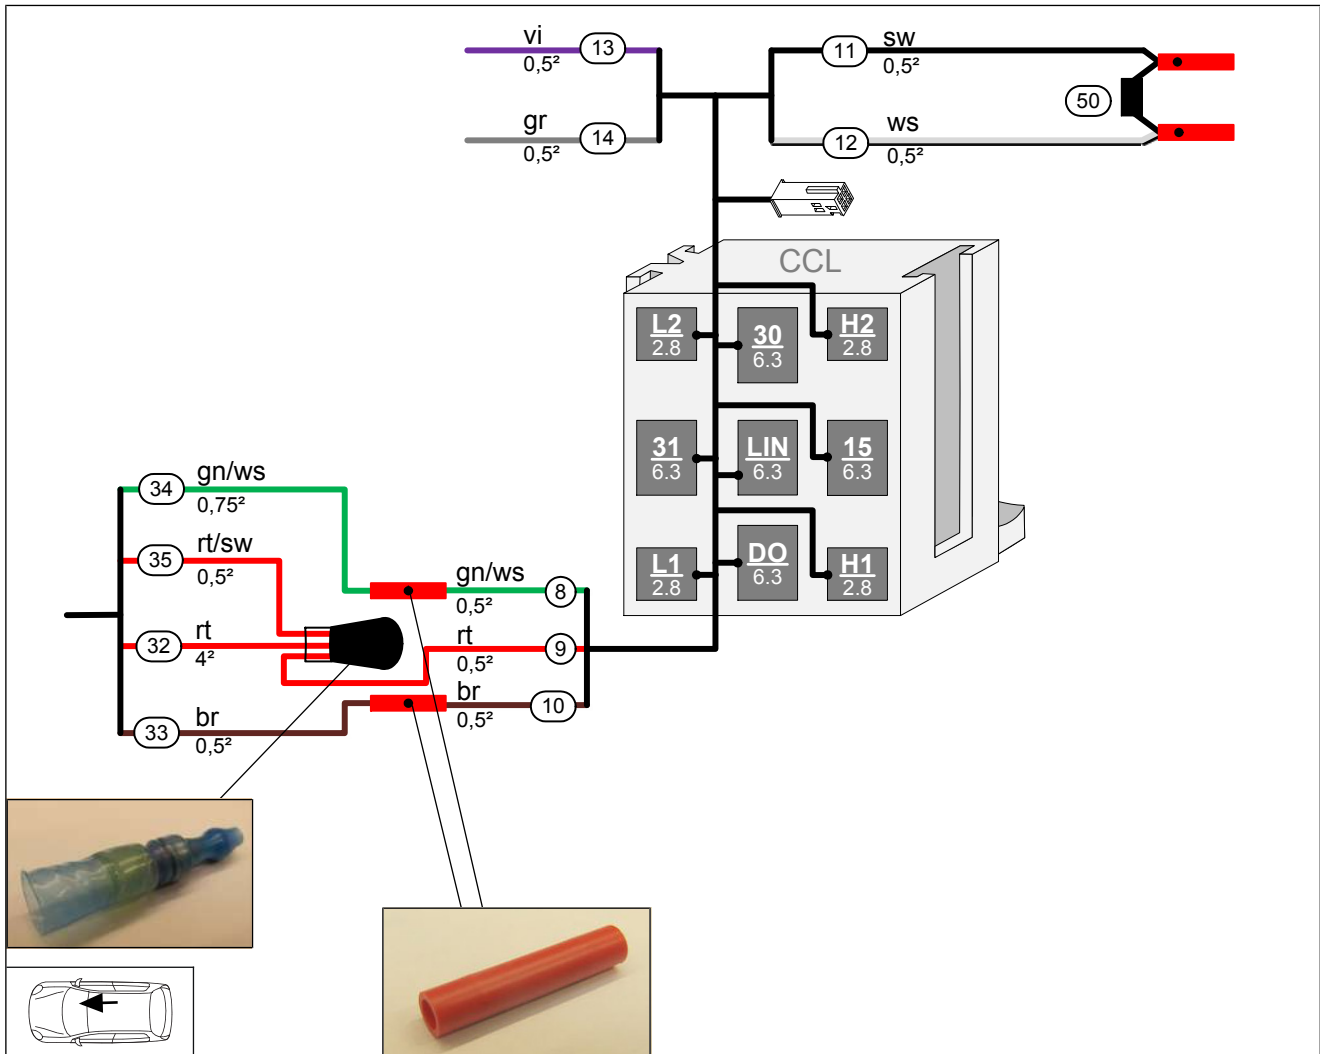 vi
13
0,5²
gr
14
0,5²
11
sw
0,5²
50
ws
12
0,5²
CCL
L2
2.8
30
6.3
H2
2.8
31
6.3
LIN
6.3
15
6.3
L1
2.8
DO
6.3
H1
2.8
34
gn/ws
0,75²
35
rt/sw
0,5²
32
rt
4²
33
br
0,5²
gn/ws
8
0,5²
rt
9
0,5²
br
10
0,5²